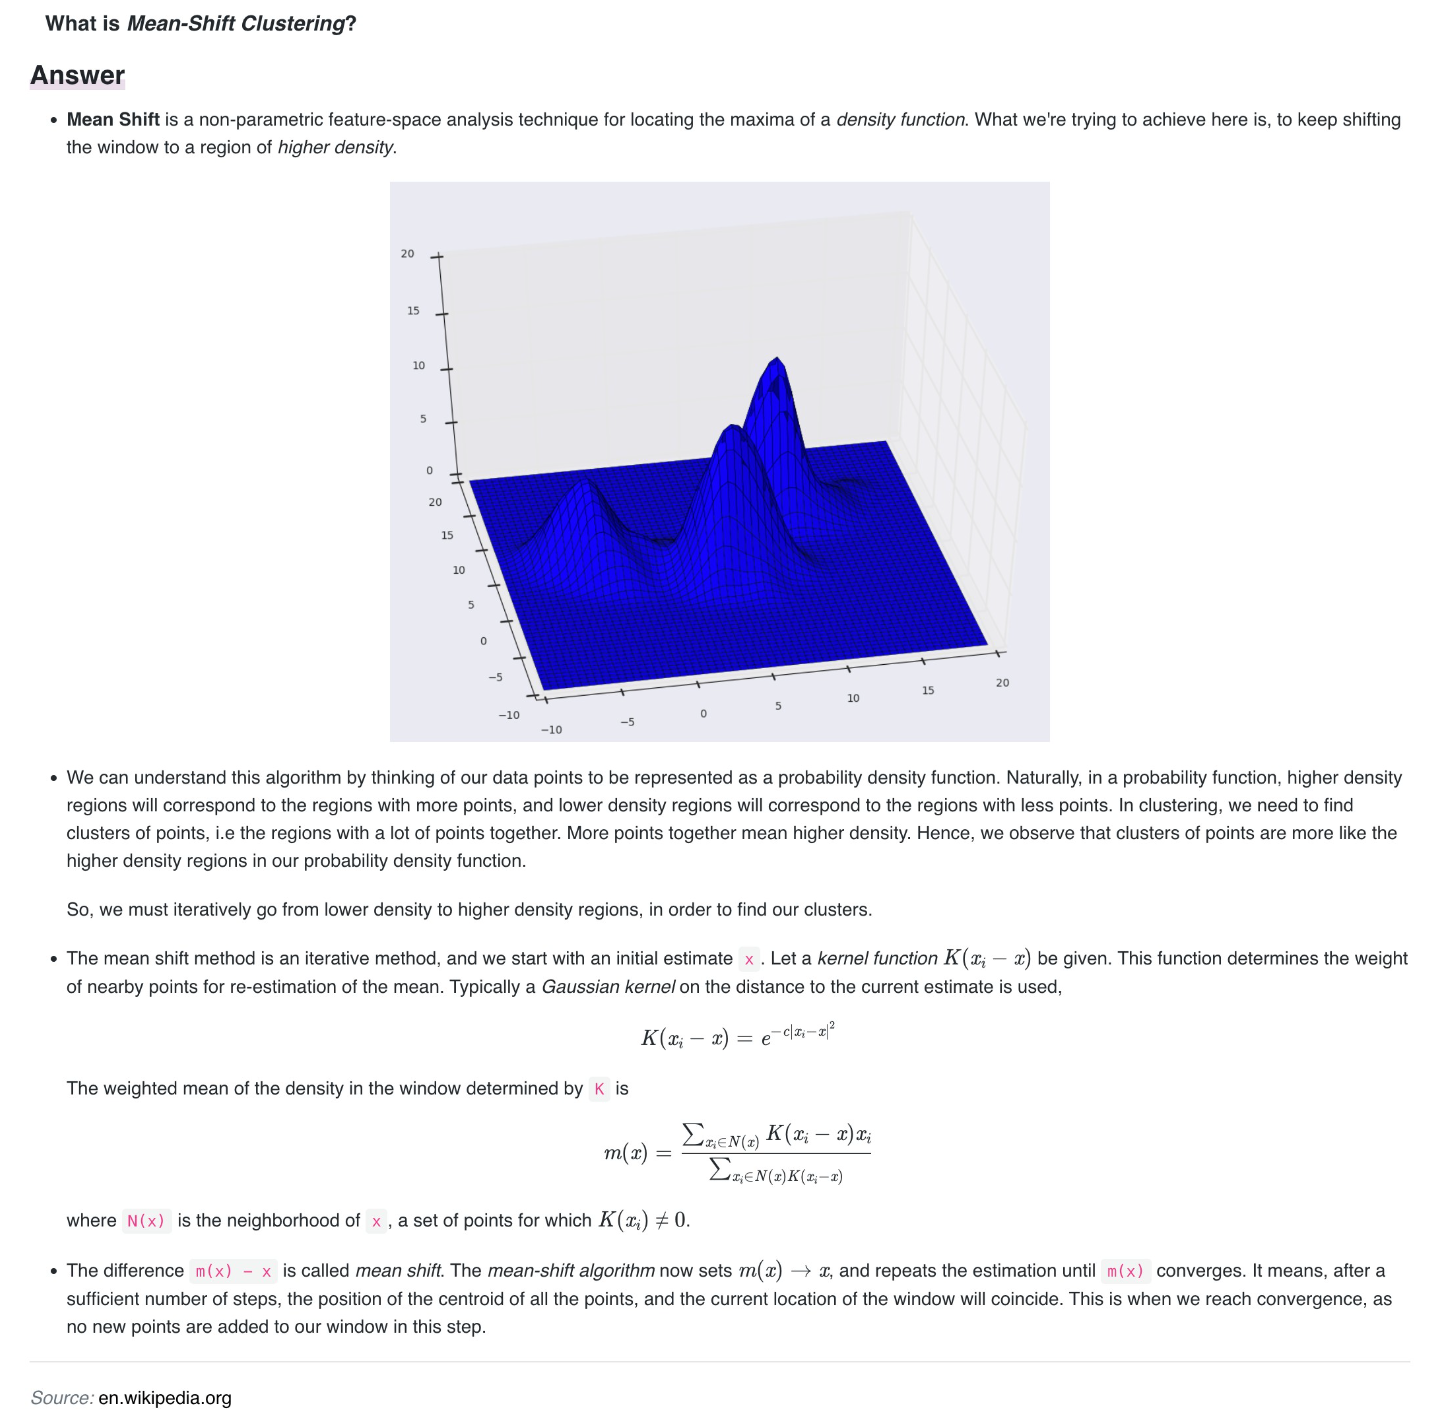 What is Mean-Shift Clustering?
Answer
• Mean Shift is a non-parametric feature-space analysis technique for locating the maxima of a density function. What we're trying to achieve here is, to keep shifting
the window to a region of higher density.
20
15
10
5
0
20
15
10
5
0
−5
−10
−10
−5
0
5
10
15
20
• We can understand this algorithm by thinking of our data points to be represented as a probability density function. Naturally, in a probability function, higher density
regions will correspond to the regions with more points, and lower density regions will correspond to the regions with less points. In clustering, we need to find
clusters of points, i.e the regions with a lot of points together. More points together mean higher density. Hence, we observe that clusters of points are more like the
higher density regions in our probability density function.
So, we must iteratively go from lower density to higher density regions, in order to find our clusters.
• The mean shift method is an iterative method, and we start with an initial estimate x . Let a kernel function K(x_i − x) be given. This function determines the weight
of nearby points for re-estimation of the mean. Typically a Gaussian kernel on the distance to the current estimate is used,
K(x_i − x) = e^{−c|x_i−x|^2}
The weighted mean of the density in the window determined by K is
m(x) = \frac{∑_{x_i∈N(x)} K(x_i − x)x_i}{∑_{x_i∈N(x)K(x_i−x)}}
where N(x) is the neighborhood of x , a set of points for which K(x_i) ≠ 0.
• The difference m(x) − x is called mean shift. The mean-shift algorithm now sets m(x) → x, and repeats the estimation until m(x) converges. It means, after a
sufficient number of steps, the position of the centroid of all the points, and the current location of the window will coincide. This is when we reach convergence, as
no new points are added to our window in this step.
Source: en.wikipedia.org